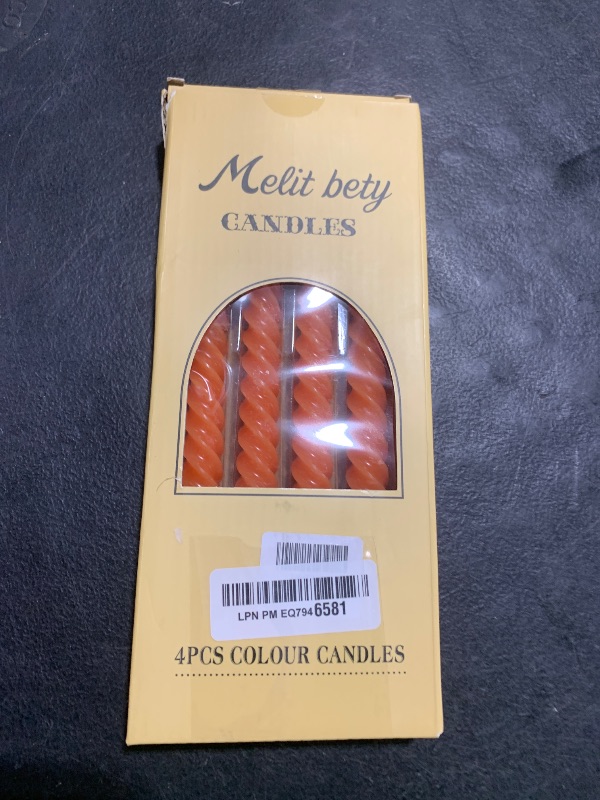 Melit bety
CANDLES
LPN PM EQ7946581
4PCS COLOUR CANDLES